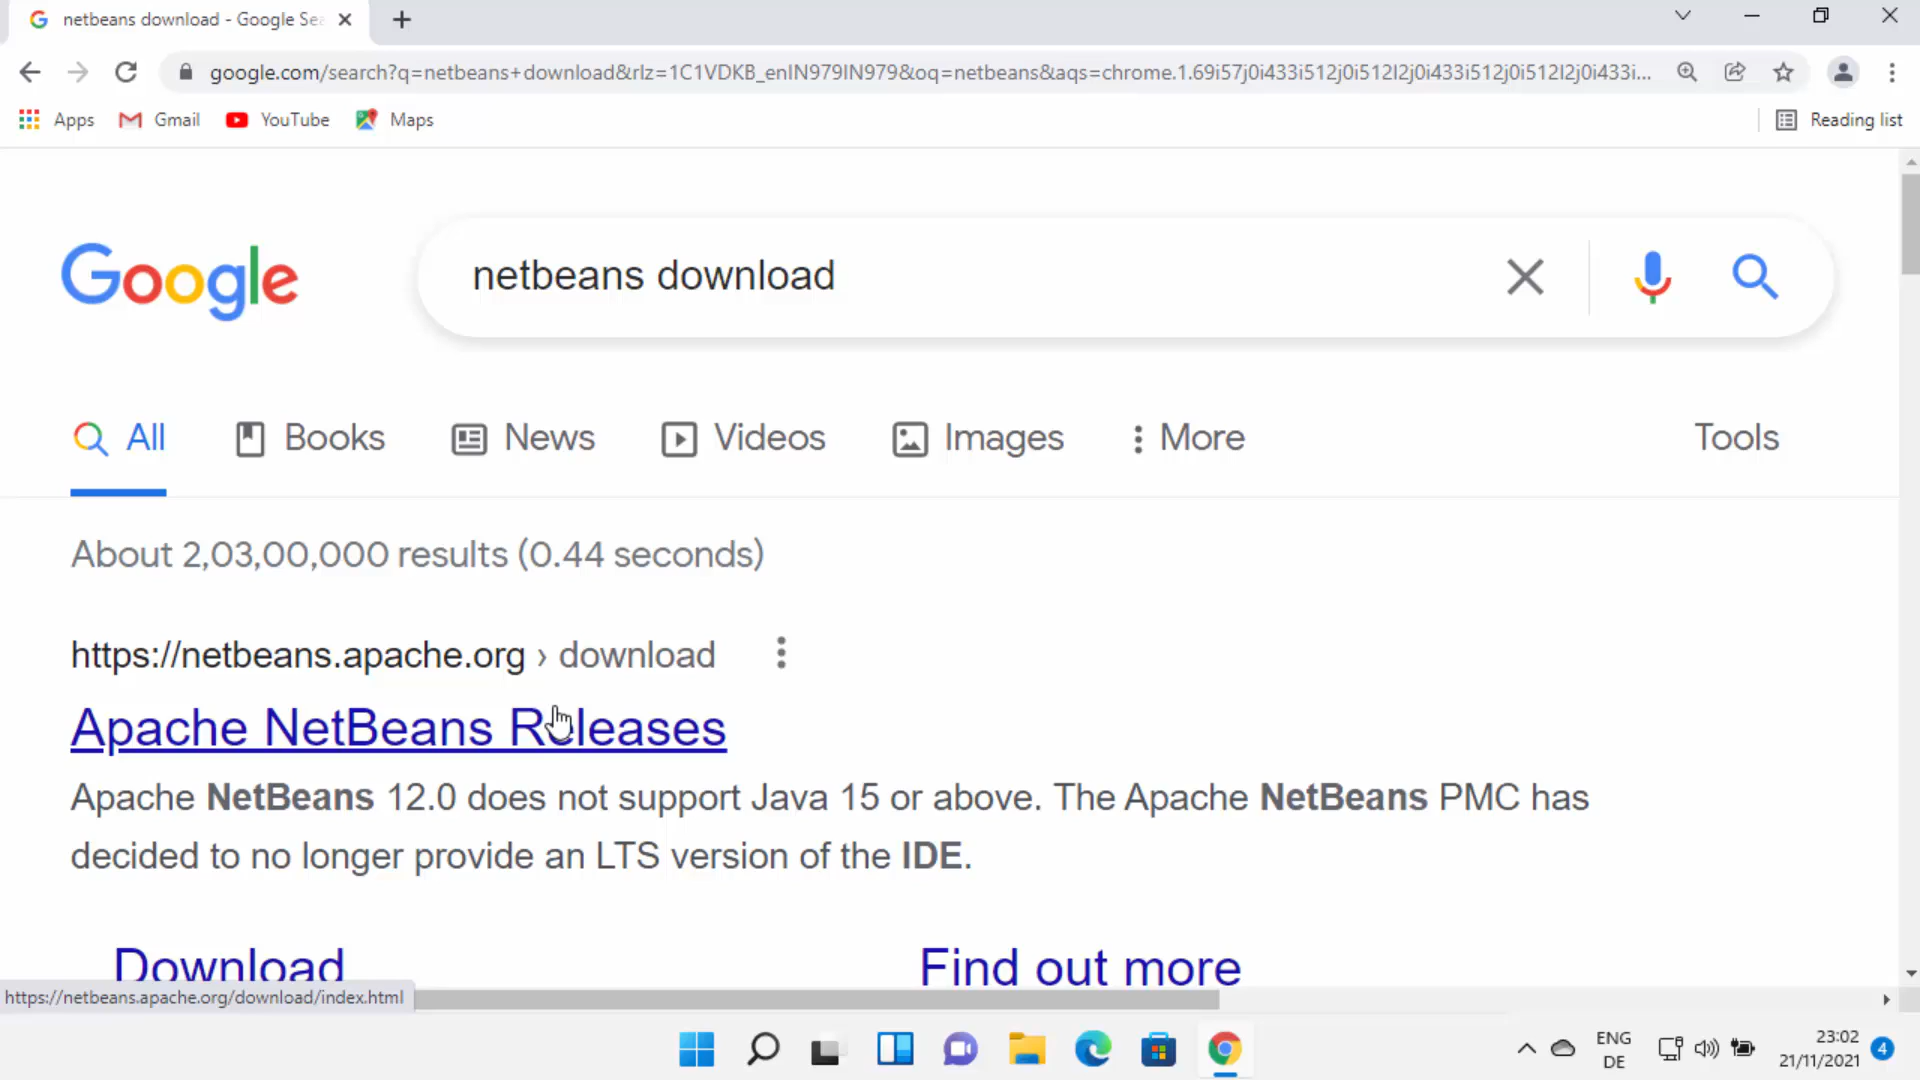 netbeans download - Google Sea
google.com/search?q=netbeans+download&rlz=1C1VDKB_enIN979IN979&oq=netbeans&aqs=chrome.1.69i57j0i433i512j0i512l2j0i433i512j0i512l2j0i433i...
Apps Gmail YouTube Maps Reading list
Google netbeans download
All Books News Videos Images More Tools
About 2,03,00,000 results (0.44 seconds)
https://netbeans.apache.org › download
Apache NetBeans Releases
Apache NetBeans 12.0 does not support Java 15 or above. The Apache NetBeans PMC has
decided to no longer provide an LTS version of the IDE.
Download Find out more
https://netbeans.apache.org/download/index.html
ENG 23:02
DE 21/11/2021 4